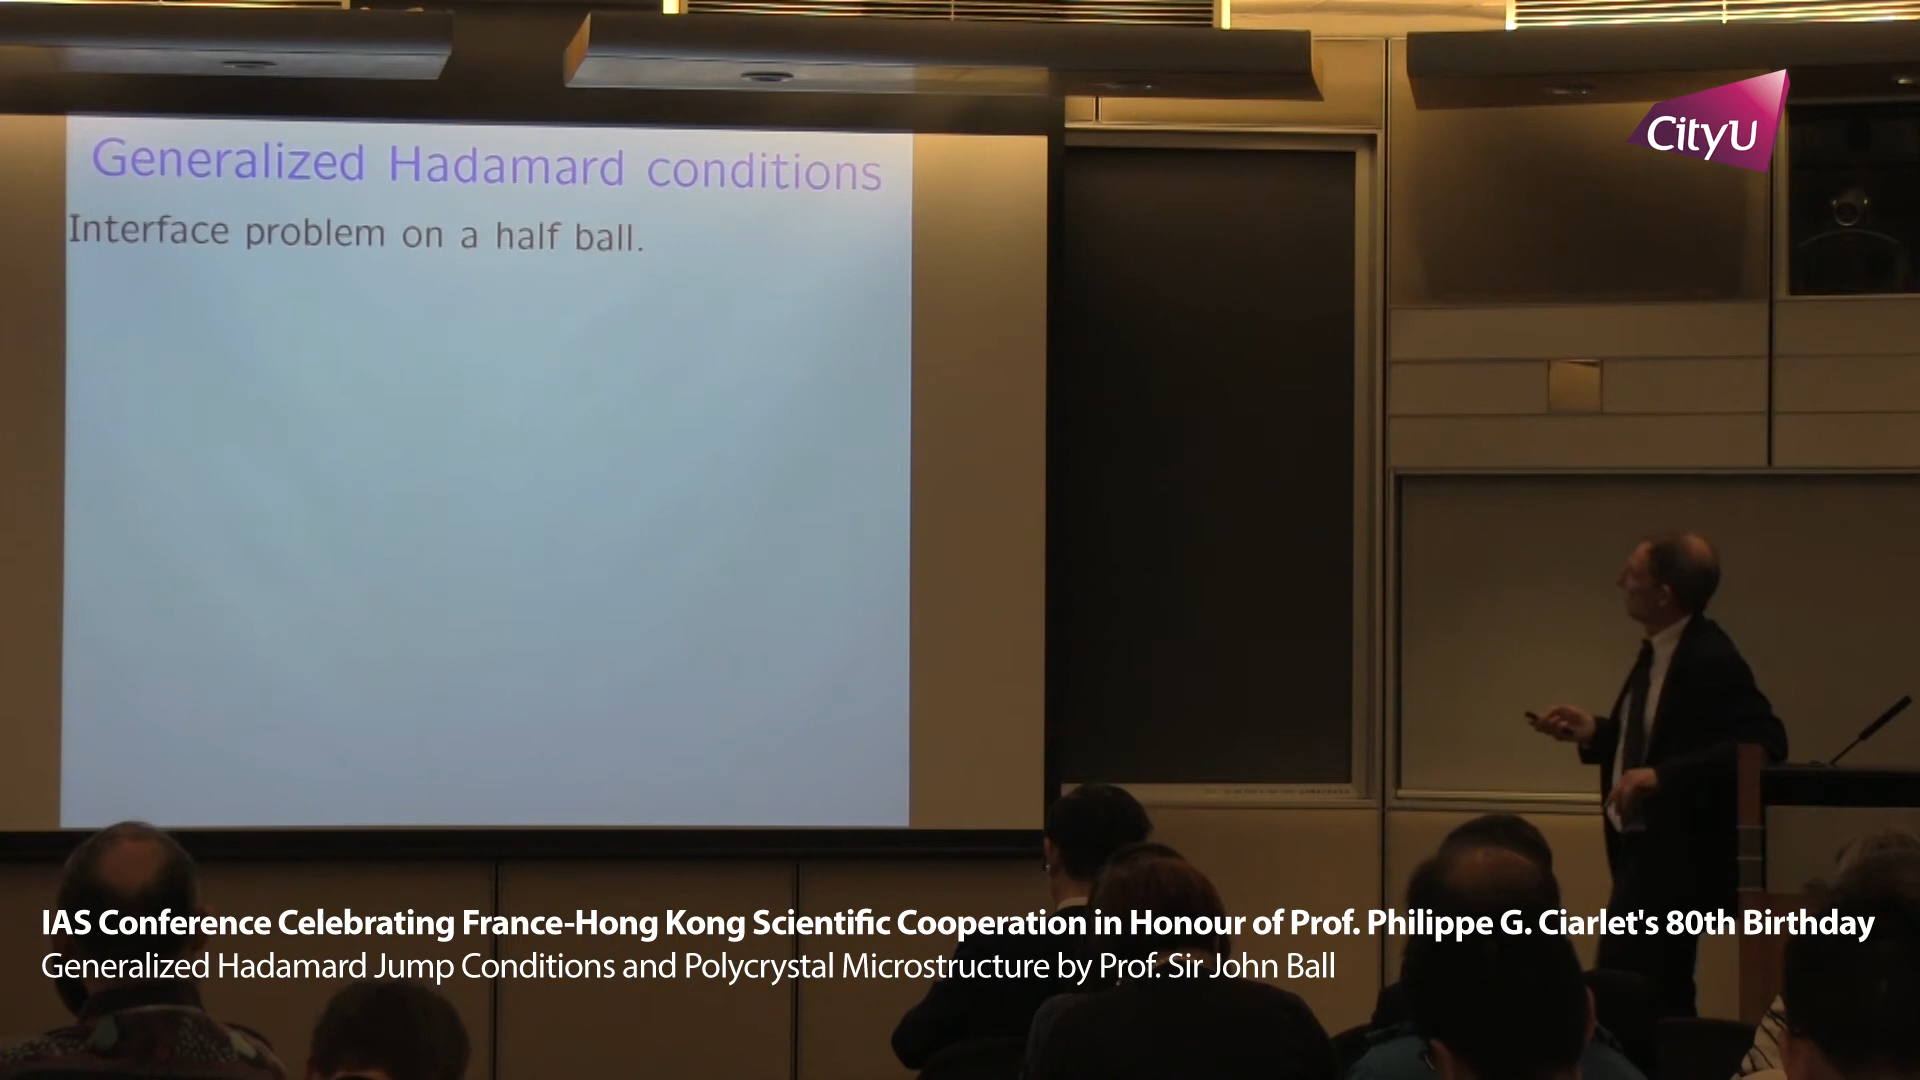 CityU
Generalized Hadamard conditions
Interface problem on a half ball.
IAS Conference Celebrating France-Hong Kong Scientific Cooperation in Honour of Prof. Philippe G. Ciarlet's 80th Birthday
Generalized Hadamard Jump Conditions and Polycrystal Microstructure by Prof. Sir John Ball